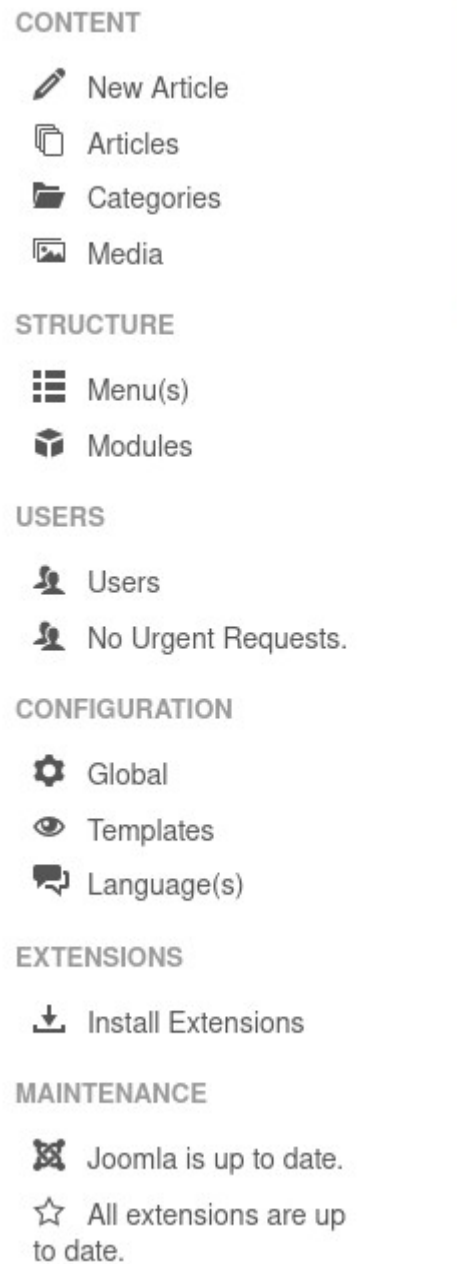 CONTENT
New Article
Articles
Categories
Media
STRUCTURE
Menu(s)
Modules
USERS
Users
No Urgent Requests.
CONFIGURATION
Global
Templates
Language(s)
EXTENSIONS
Install Extensions
MAINTENANCE
Joomla is up to date.
All extensions are up
to date.